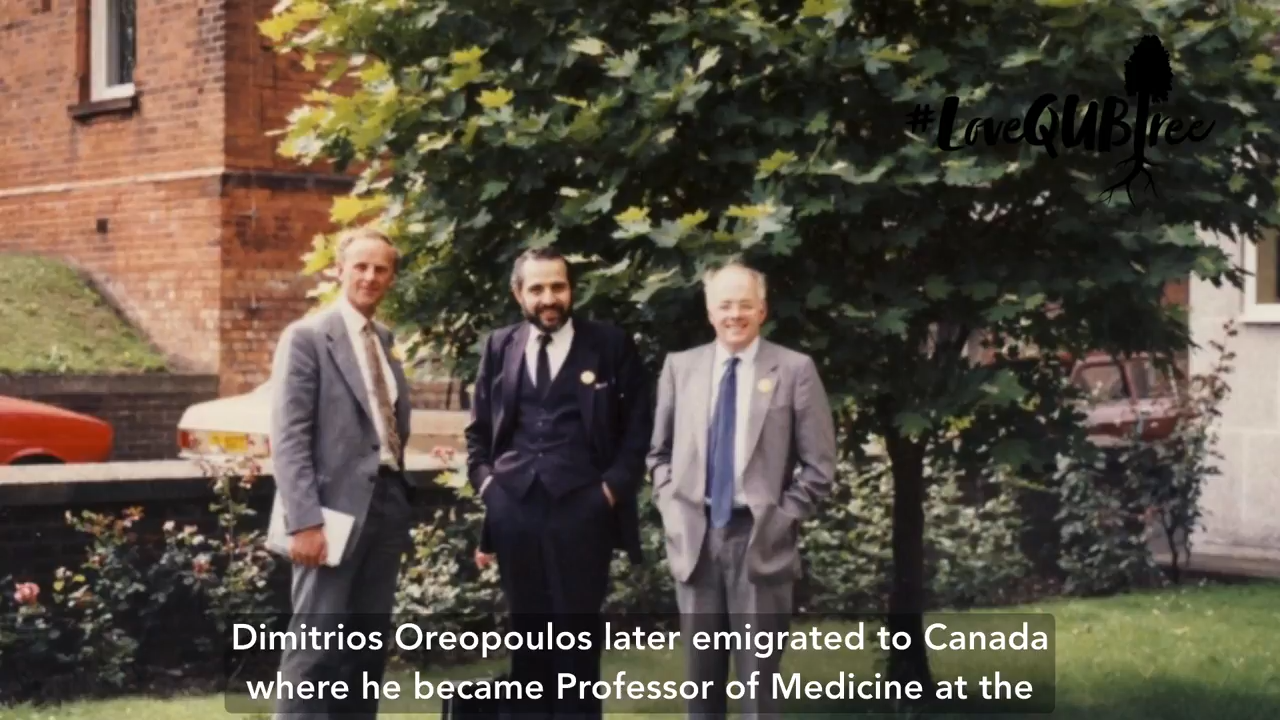 #LoveQUBTree
Dimitrios Oreopoulos later emigrated to Canada
where he became Professor of Medicine at the